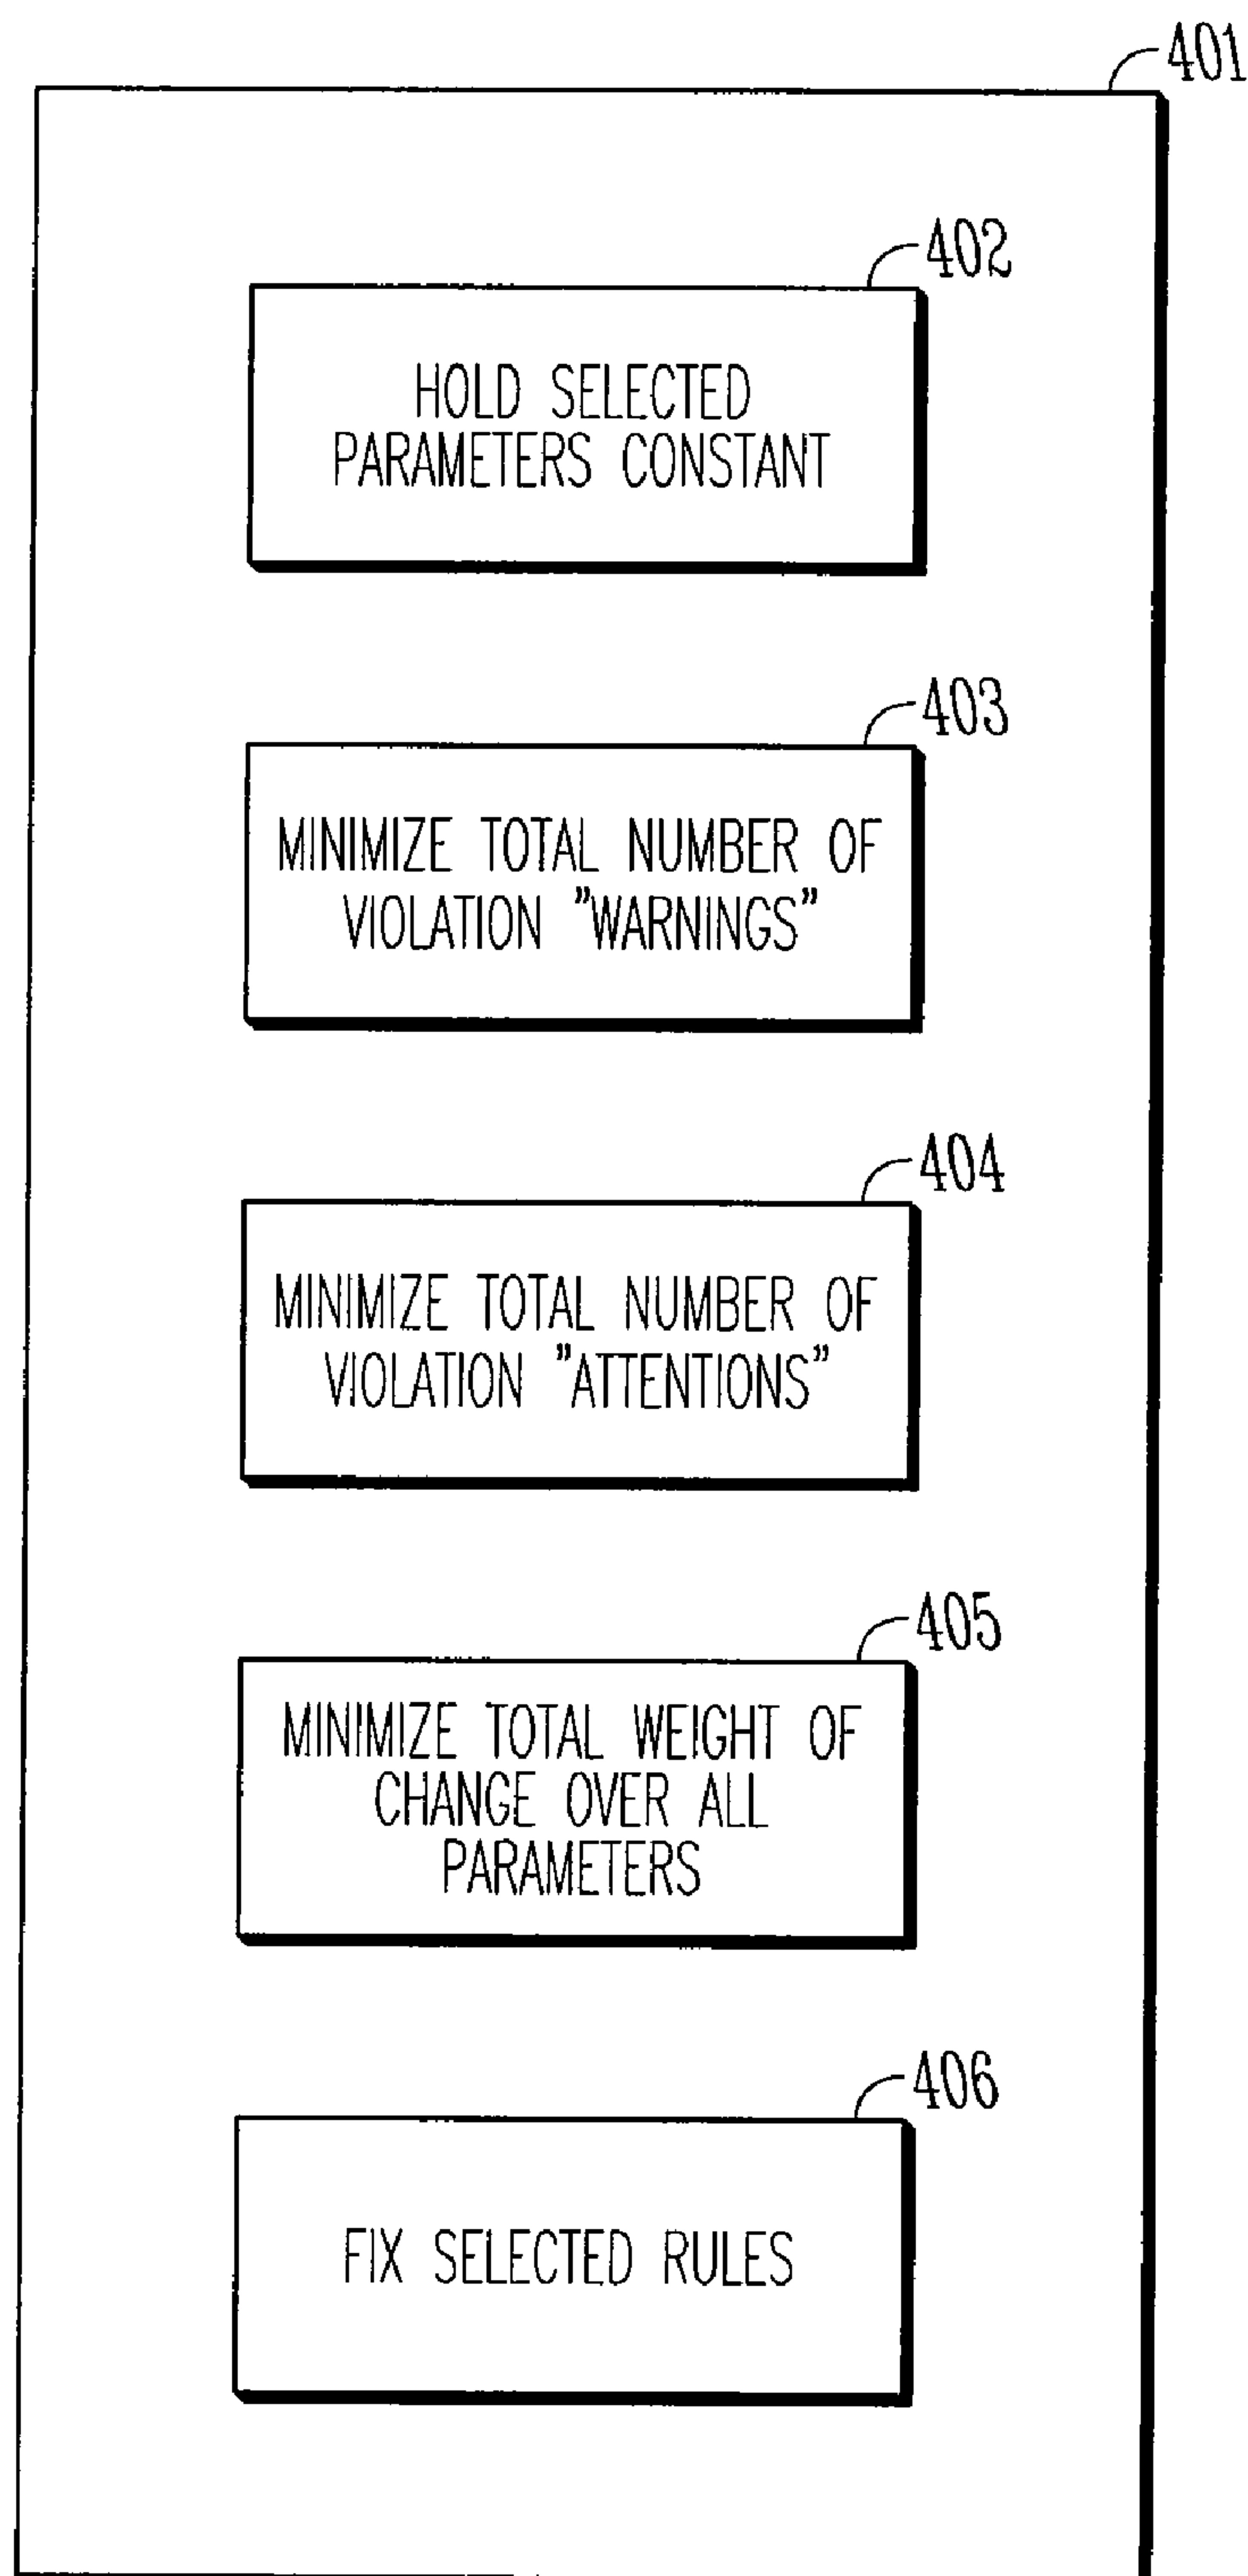 401
402
HOLD SELECTED
PARAMETERS CONSTANT
403
MINIMIZE TOTAL NUMBER OF
VIOLATION "WARNINGS"
404
MINIMIZE TOTAL NUMBER OF
VIOLATION "ATTENTIONS"
405
MINIMIZE TOTAL WEIGHT OF
CHANGE OVER ALL
PARAMETERS
406
FIX SELECTED RULES